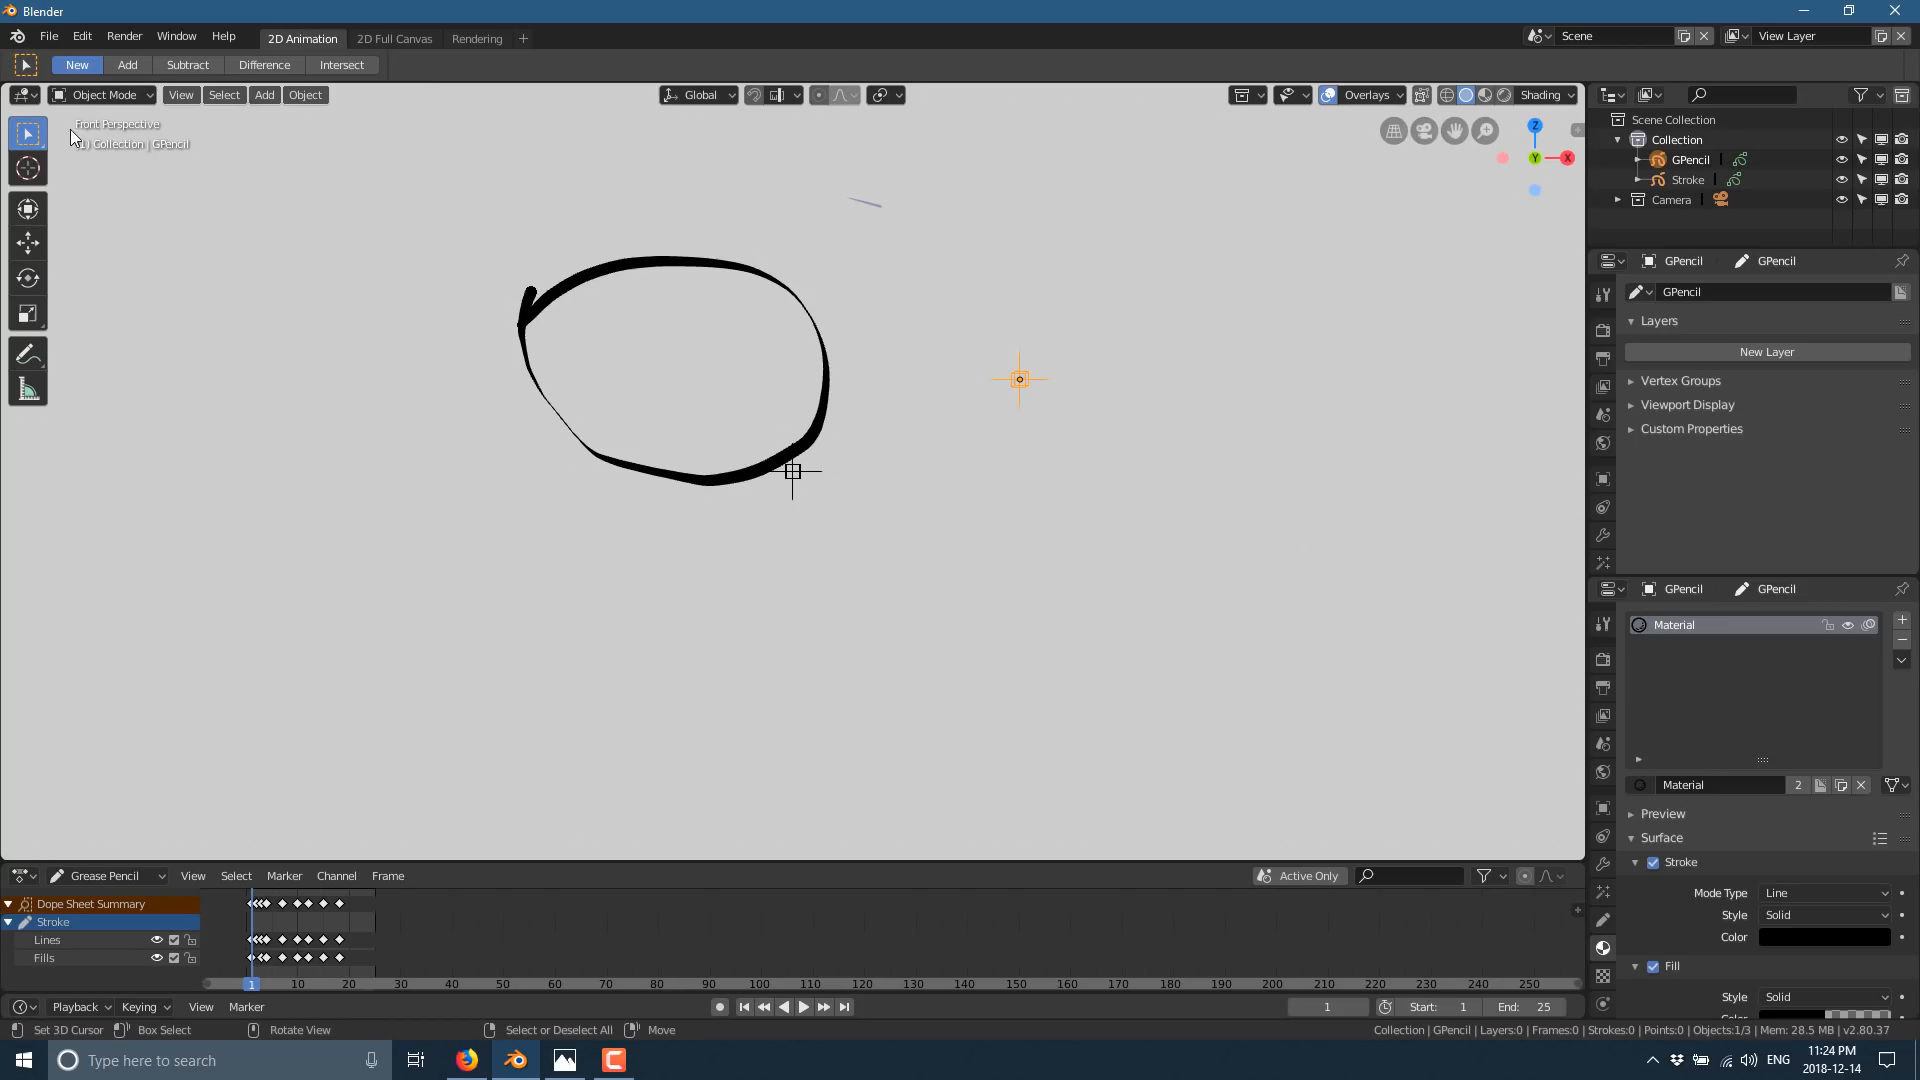 Blender
File Edit Render Window Help 2D Animation 2D Full Canvas Rendering + Scene View Layer
New Add Subtract Difference Intersect
Object Mode View Select Add Object Global Overlays Shading
Front Perspective
1) Collection | GPencil
Z
Y X
Scene Collection
Collection
GPencil
Stroke
Camera
GPencil GPencil
GPencil
Layers
New Layer
Vertex Groups
Viewport Display
Custom Properties
GPencil GPencil
Material
Material 2
Preview
Surface
Stroke
Mode Type Line
Style Solid
Color
Fill
Style Solid
Grease Pencil View Select Marker Channel Frame Active Only
Dope Sheet Summary
Stroke
Lines
Fills
1 10 20 30 40 50 60 70 80 90 100 110 120 130 140 150 160 170 180 190 200 210 220 230 240 250
Playback Keying View Marker 1 Start: 1 End: 25
Set 3D Cursor Box Select Rotate View Select or Deselect All Move Collection | GPencil | Layers:0 | Frames:0 | Strokes:0 | Points:0 | Objects:1/3 | Mem: 28.5 MB | v2.80.37
Type here to search ENG 11:24 PM
2018-12-14